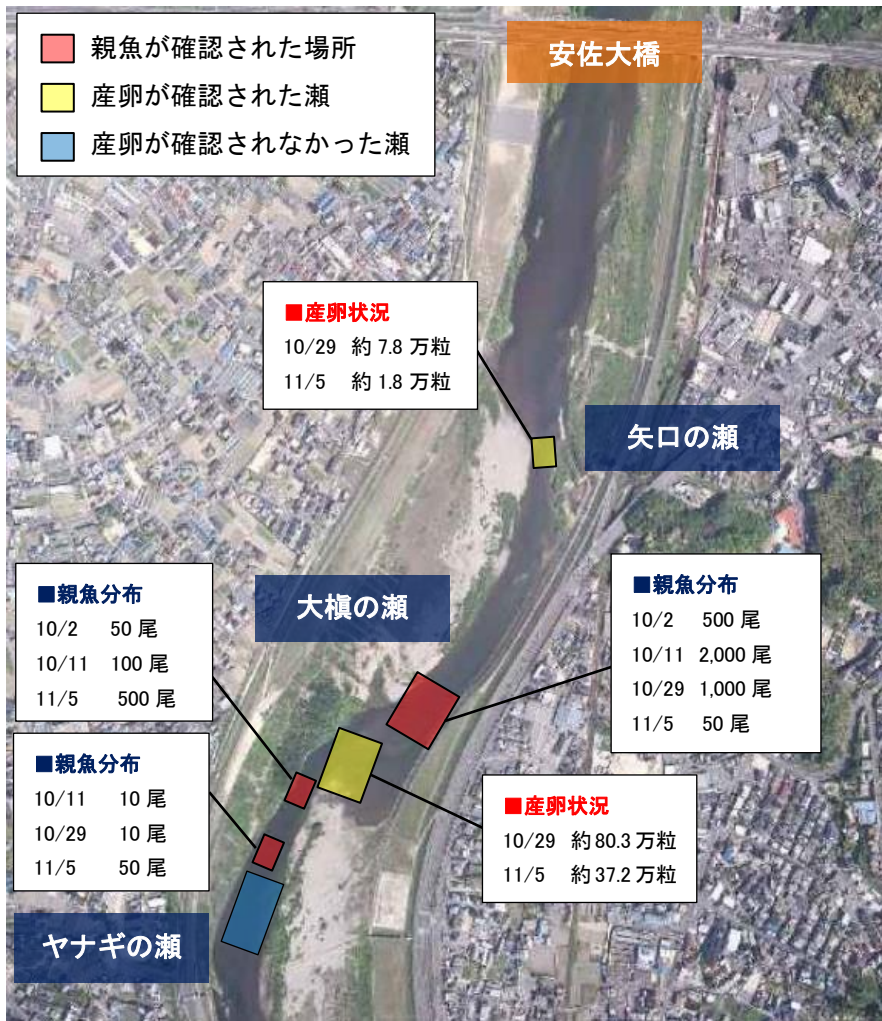 親魚が確認された場所
産卵が確認された瀬
産卵が確認されなかった瀬
安佐大橋
■産卵状況
10/29 約 7.8 万粒
11/5 約 1.8 万粒
矢口の瀬
■親魚分布
10/2 50 尾
10/11 100 尾
11/5 500 尾
大槇の瀬
■親魚分布
10/2 500 尾
10/11 2,000 尾
10/29 1,000 尾
11/5 50 尾
■親魚分布
10/11 10 尾
10/29 10 尾
11/5 50 尾
■産卵状況
10/29 約 80.3 万粒
11/5 約 37.2 万粒
ヤナギの瀬